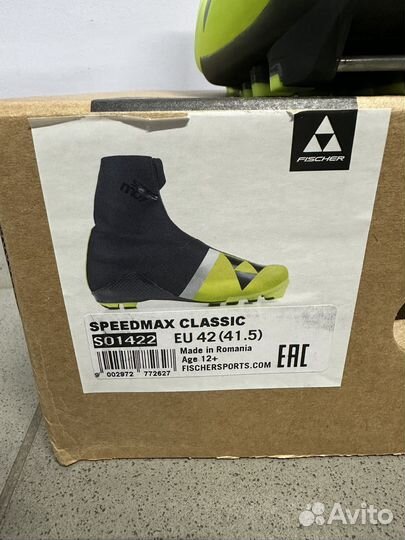 FISCHER
SPEEDMAX CLASSIC
S01422 EU 42 (41.5)
Made in Romania
Age 12+
FISCHERSPORTS.COM
EAC
9 002972 772627
Avito